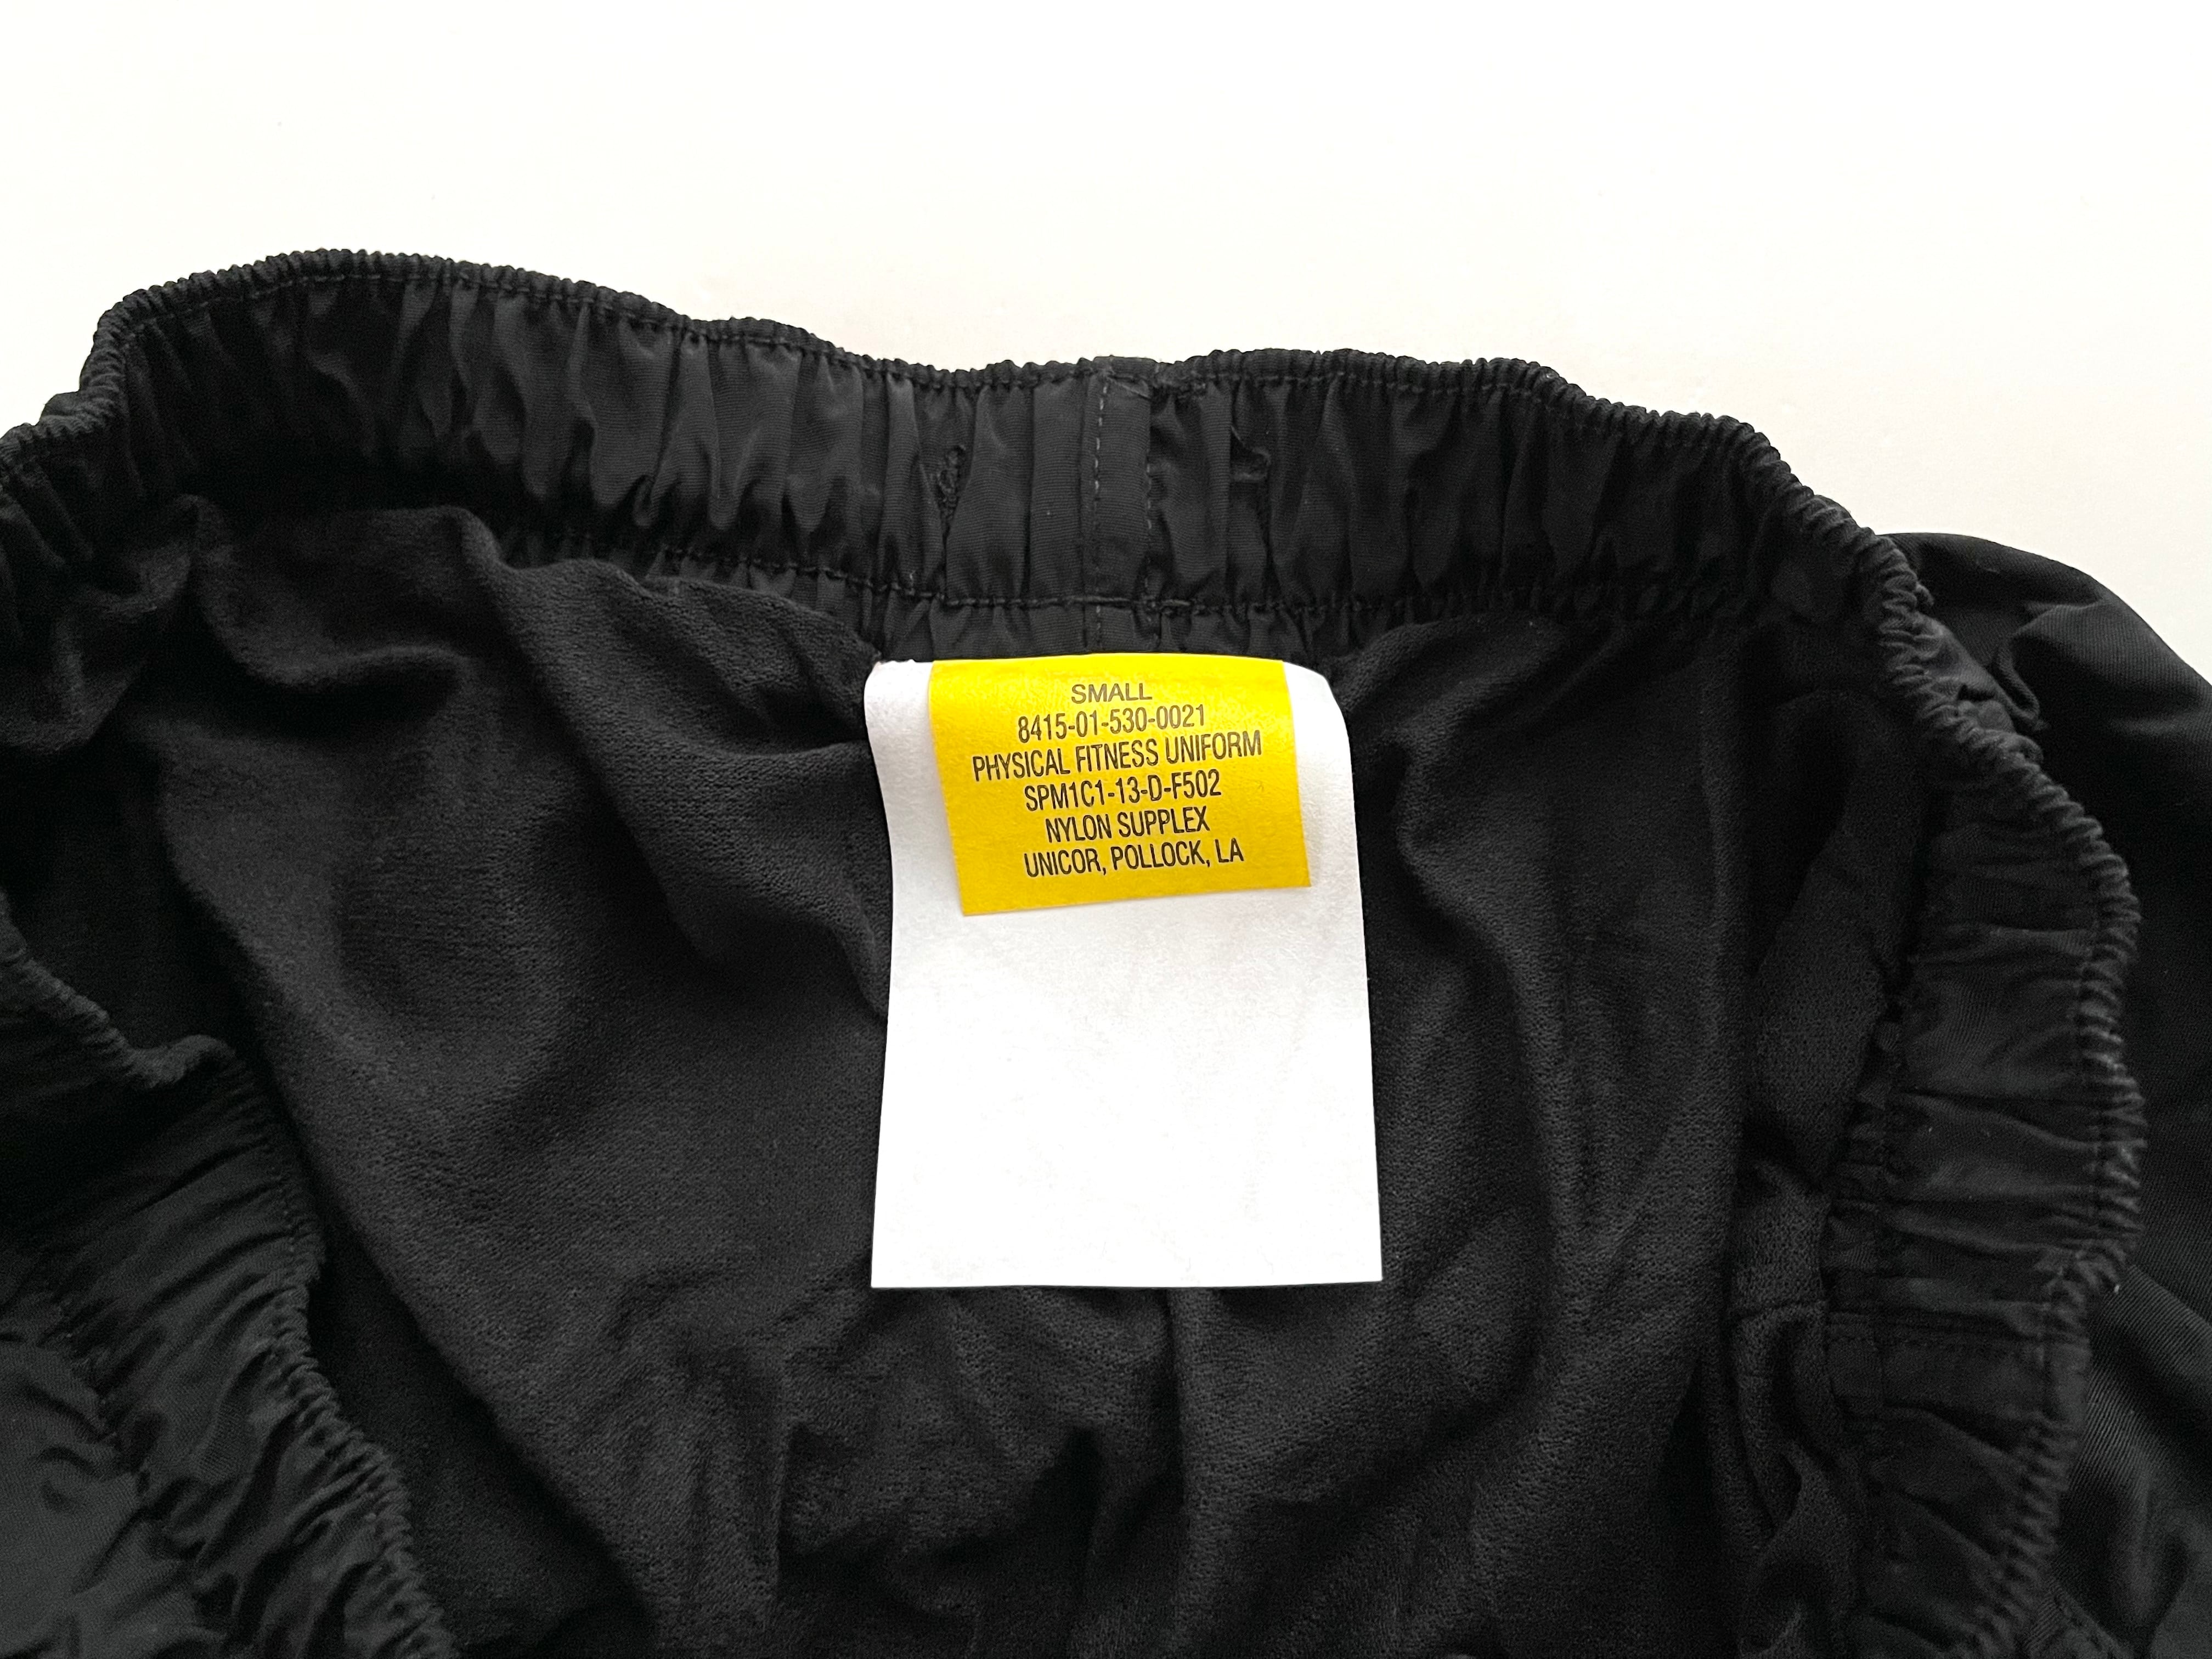 SMALL
8415-01-530-0021
PHYSICAL FITNESS UNIFORM
SPM1C1-13-D-F502
NYLON SUPPLEX
UNICOR, POLLOCK, LA